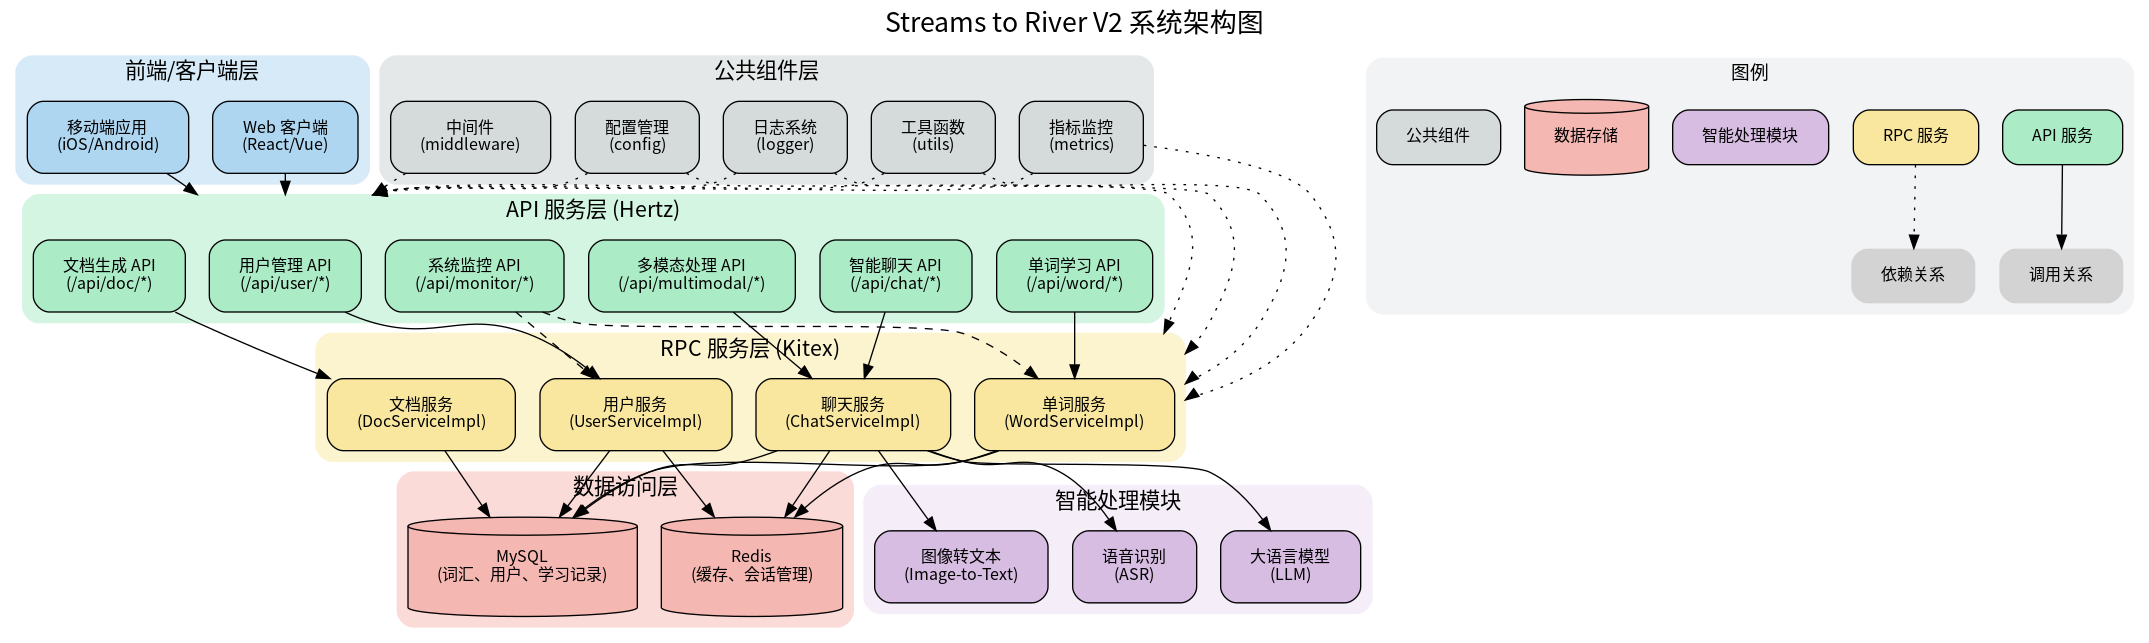 Streams to River V2 系统架构图
前端/客户端层
移动端应用
(iOS/Android)
Web 客户端
(React/Vue)
公共组件层
中间件
(middleware)
配置管理
(config)
日志系统
(logger)
工具函数
(utils)
指标监控
(metrics)
图例
公共组件
数据存储
智能处理模块
RPC 服务
API 服务
依赖关系
调用关系
API 服务层 (Hertz)
文档生成 API
(/api/doc/*)
用户管理 API
(/api/user/*)
系统监控 API
(/api/monitor/*)
多模态处理 API
(/api/multimodal/*)
智能聊天 API
(/api/chat/*)
单词学习 API
(/api/word/*)
RPC 服务层 (Kitex)
文档服务
(DocServiceImpl)
用户服务
(UserServiceImpl)
聊天服务
(ChatServiceImpl)
单词服务
(WordServiceImpl)
数据访问层
MySQL
(词汇、用户、学习记录)
Redis
(缓存、会话管理)
智能处理模块
图像转文本
(Image-to-Text)
语音识别
(ASR)
大语言模型
(LLM)